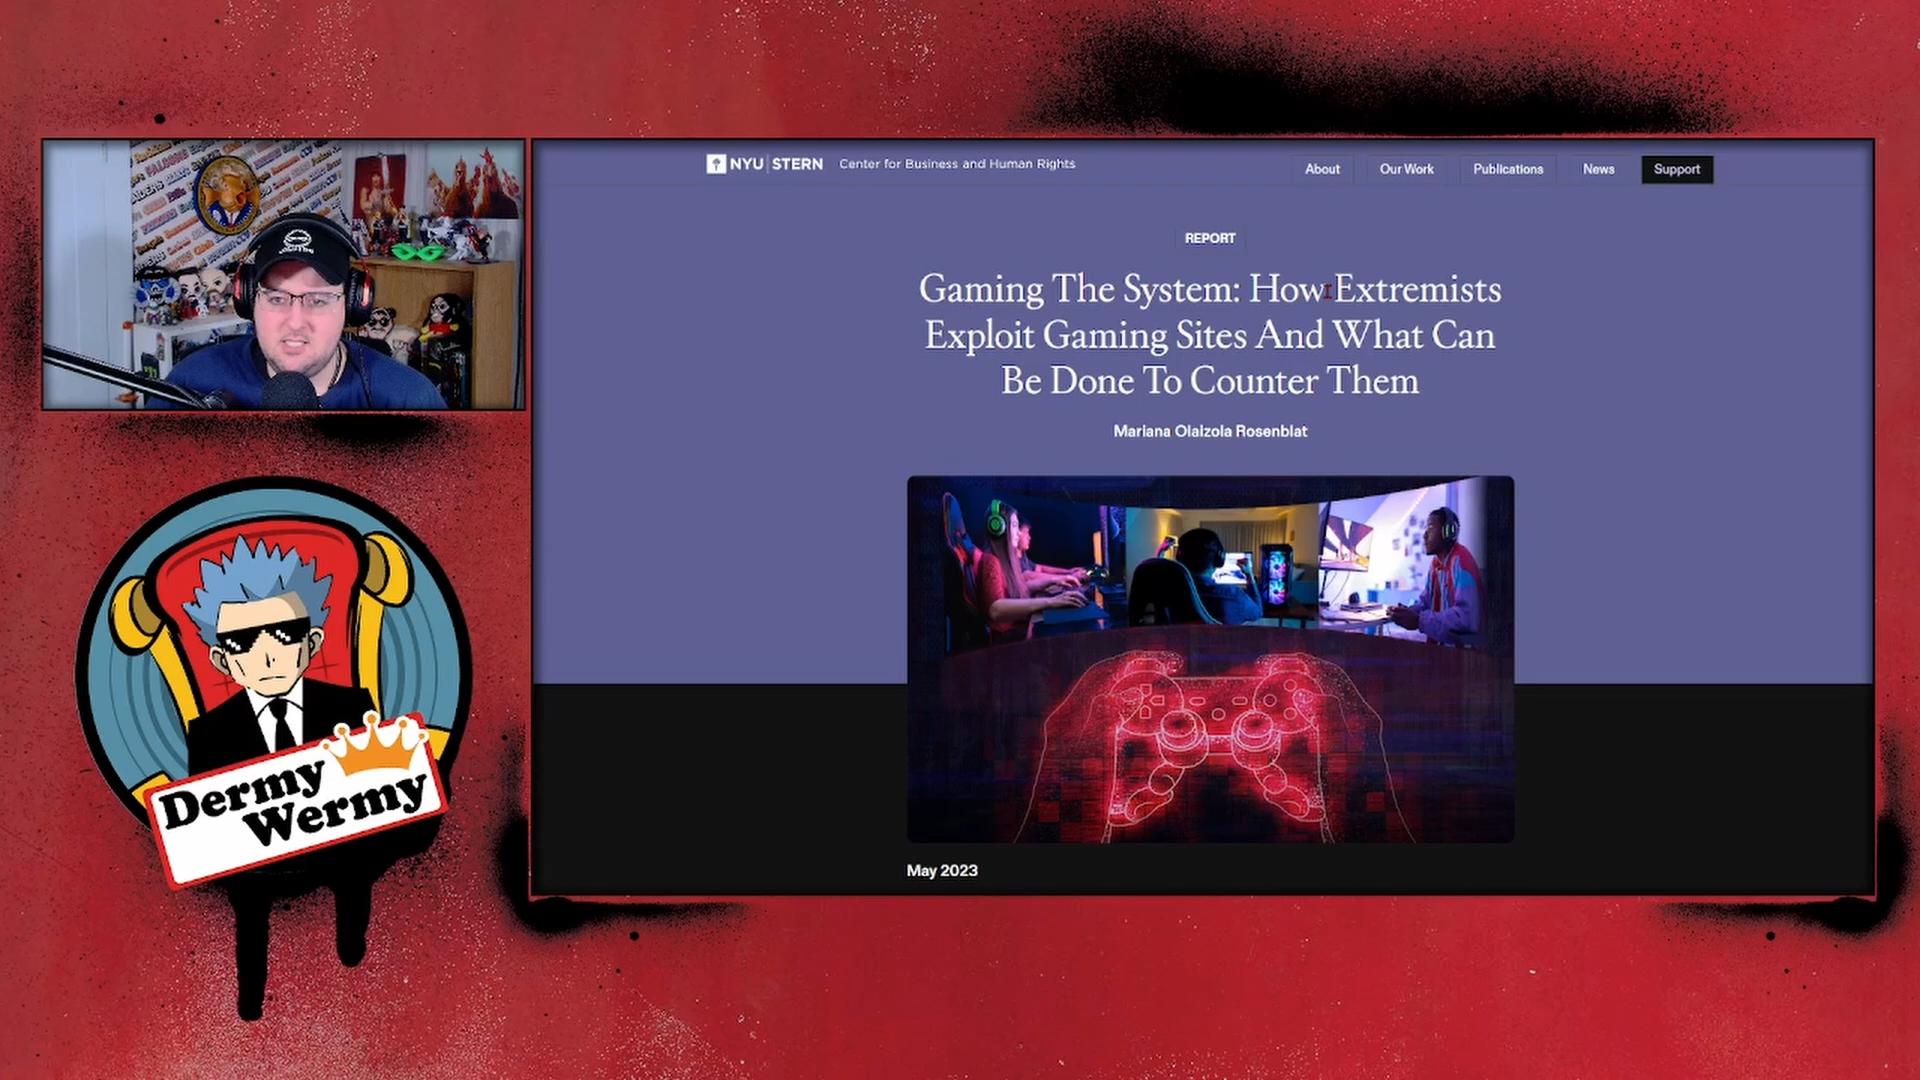 NYU STERN Center for Business and Human Rights
About Our Work Publications News Support
REPORT
Gaming The System: How Extremists
Exploit Gaming Sites And What Can
Be Done To Counter Them
Mariana Olaizola Rosenblat
May 2023
Dermy
Wermy